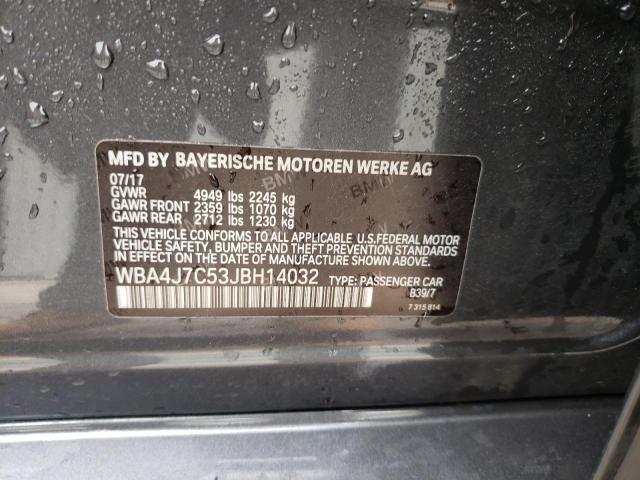 MFD BY BAYERISCHE MOTOREN WERKE AG
07/17
GVWR 4949 lbs 2245 kg
GAWR FRONT 2359 lbs 1070 kg
GAWR REAR 2712 lbs 1230 kg
THIS VEHICLE CONFORMS TO ALL APPLICABLE U.S.FEDERAL MOTOR
VEHICLE SAFETY, BUMPER, AND THEFT PREVENTION STANDARDS IN
EFFECT ON THE DATE OF MANUFACTURE SHOWN ABOVE.
WBA4J7C53JBH14032 TYPE: PASSENGER CAR
B39/7
7 315 814